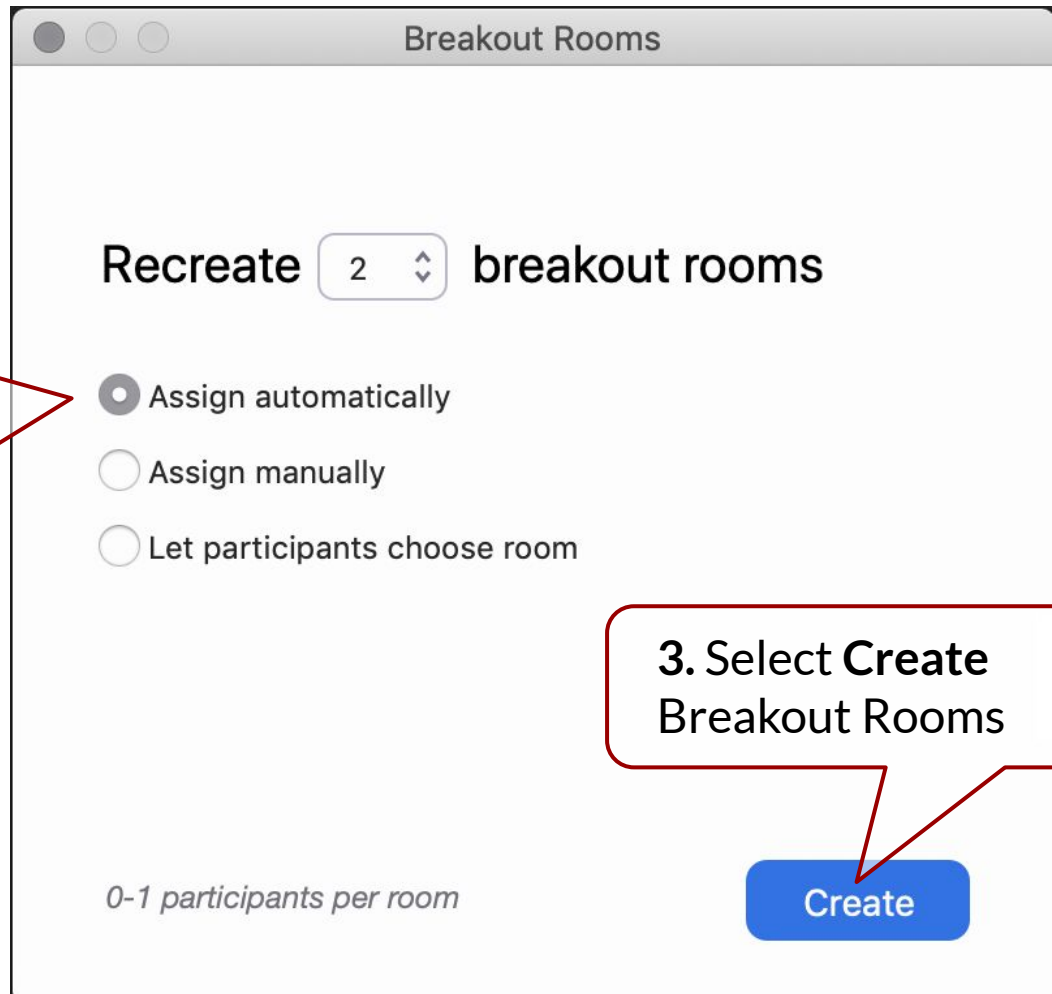 Breakout Rooms
Recreate 2 breakout rooms
Assign automatically
Assign manually
Let participants choose room
3. Select Create
Breakout Rooms
0-1 participants per room
Create